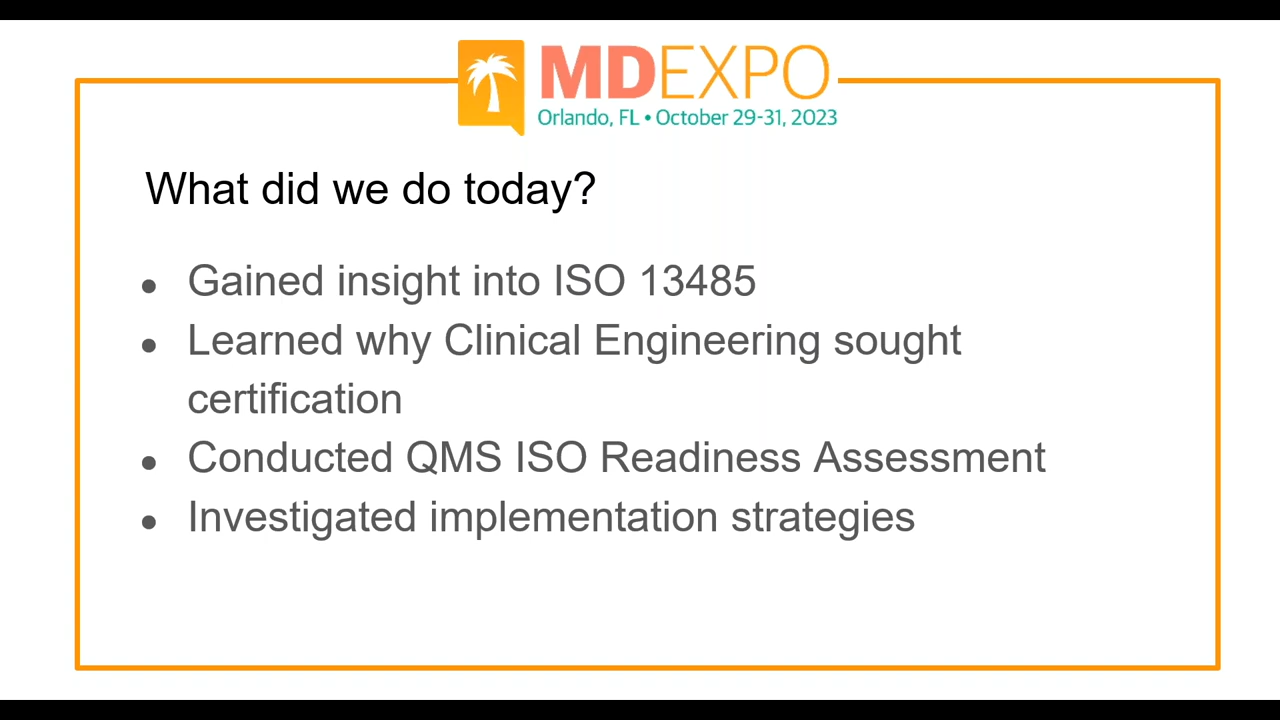 MDEXPO
Orlando, FL • October 29-31, 2023
What did we do today?
● Gained insight into ISO 13485
● Learned why Clinical Engineering sought
certification
● Conducted QMS ISO Readiness Assessment
● Investigated implementation strategies